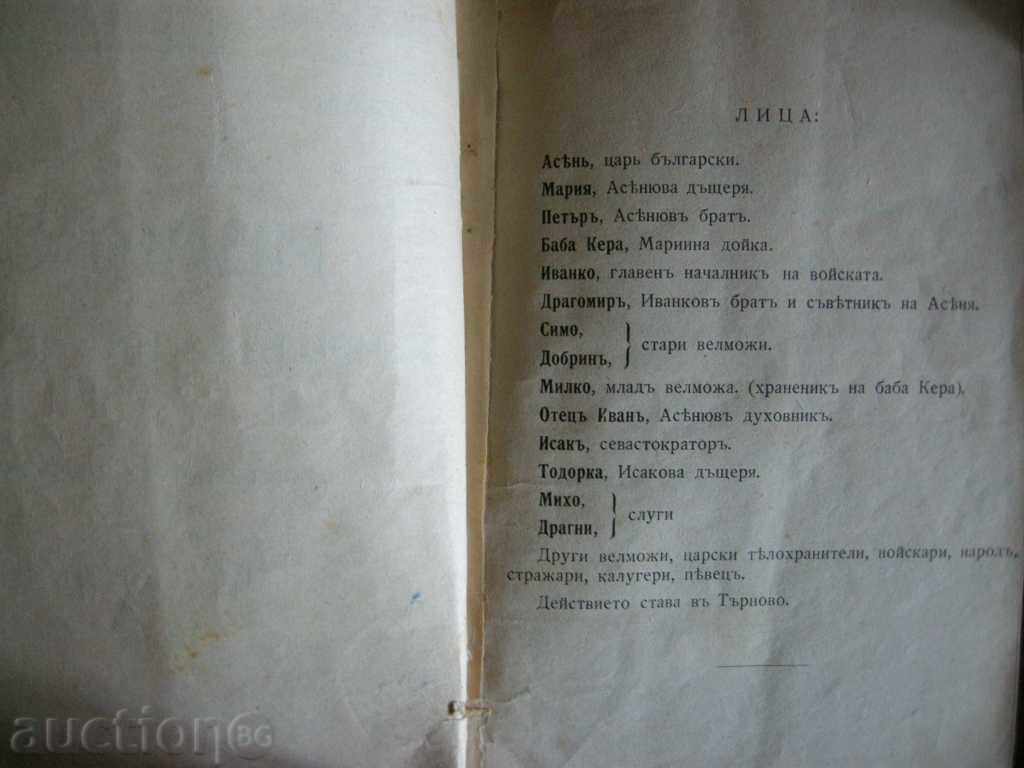 ЛИЦА:
Асѣнь, царь български.
Мария, Асѣнюва дъщеря.
Петъръ, Асѣнювъ братъ.
Баба Кера, Мариина дойка.
Иванко, главенъ началникъ на войската.
Драгомиръ, Иванковъ братъ и съвѣтникъ на Асѣня.
Симо,
} стари велможи.
Добринъ,
Милко, младъ велможа. (храненикъ на баба Кера).
Отецъ Иванъ, Асѣнювъ духовникъ.
Исакъ, севастократоръ.
Тодорка, Исакова дъщеря.
Михо,
} слуги
Драгни,
Други велможи, царски тѣлохранители, войскари, народъ,
стражари, калугери, пѣвецъ.
Действието става въ Търново.
auction BG